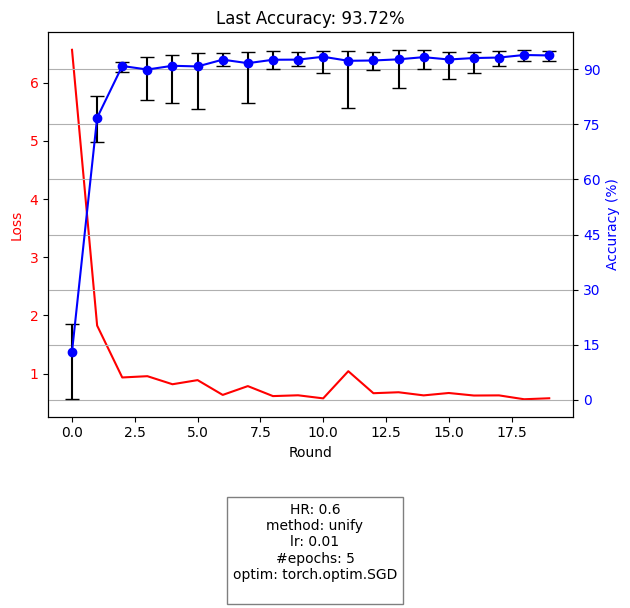 Last Accuracy: 93.72%
6
5
4
3
2
1
Loss
90
75
60
45
30
15
0
Accuracy (%)
0.0 2.5 5.0 7.5 10.0 12.5 15.0 17.5
Round
HR: 0.6
method: unify
lr: 0.01
#epochs: 5
optim: torch.optim.SGD